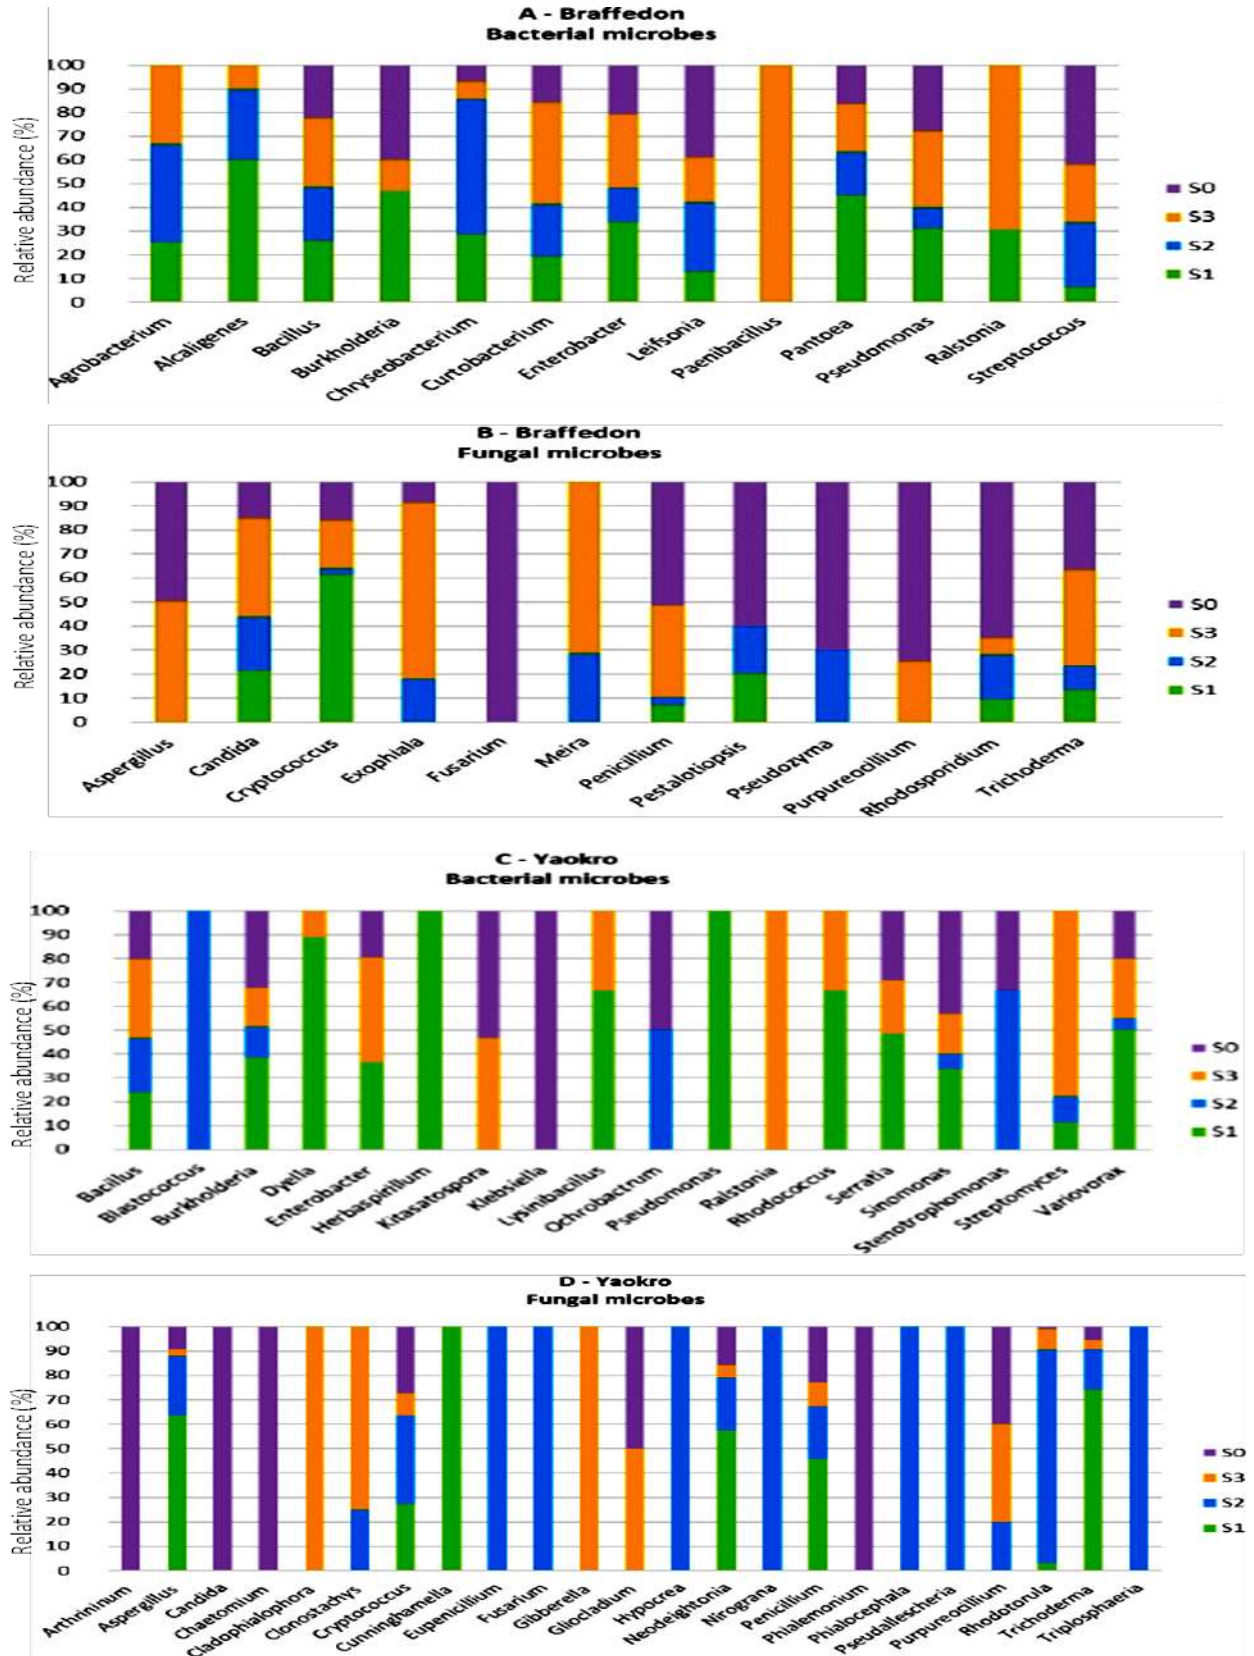 A - Braffedon
Bacterial microbes
Relative abundance (%)
100
90
80
70
60
50
40
30
20
10
0
Agrobacterium
Alcaligenes
Bacillus
Burkholderia
Chryseobacterium
Curtobacterium
Enterobacter
Leifsonia
Paenibacillus
Pantoea
Pseudomonas
Ralstonia
Streptococcus
S0
S3
S2
S1
B - Braffedon
Fungal microbes
Relative abundance (%)
100
90
80
70
60
50
40
30
20
10
0
Aspergillus
Candida
Cryptococcus
Exophiala
Fusarium
Meira
Penicillium
Pestalotiopsis
Pseudozyma
Purpureocillium
Rhodosporidium
Trichoderma
S0
S3
S2
S1
C - Yaokro
Bacterial microbes
Relative abundance (%)
100
90
80
70
60
50
40
30
20
10
0
Bacillus
Blastococcus
Burkholderia
Dyella
Enterobacter
Herbaspirillum
Kitasatospora
Klebsiella
Lysinibacillus
Ochrobactrum
Pseudomonas
Ralstonia
Rhodococcus
Serratia
Sinomonas
Stenotrophomonas
Streptomyces
Variovorax
S0
S3
S2
S1
D - Yaokro
Fungal microbes
Relative abundance (%)
100
90
80
70
60
50
40
30
20
10
0
Arthrininum
Aspergillus
Candida
Chaetomium
Cladophialophora
Clonostachys
Cryptococcus
Cunninghamella
Eupenicillium
Fusarium
Gibberella
Gliocladium
Hypocrea
Neodeightonia
Nirograna
Penicillium
Phialemonium
Phialocephala
Pseudallescheria
Purpureocillium
Rhodotorula
Trichoderma
Triplosphaeria
S0
S3
S2
S1